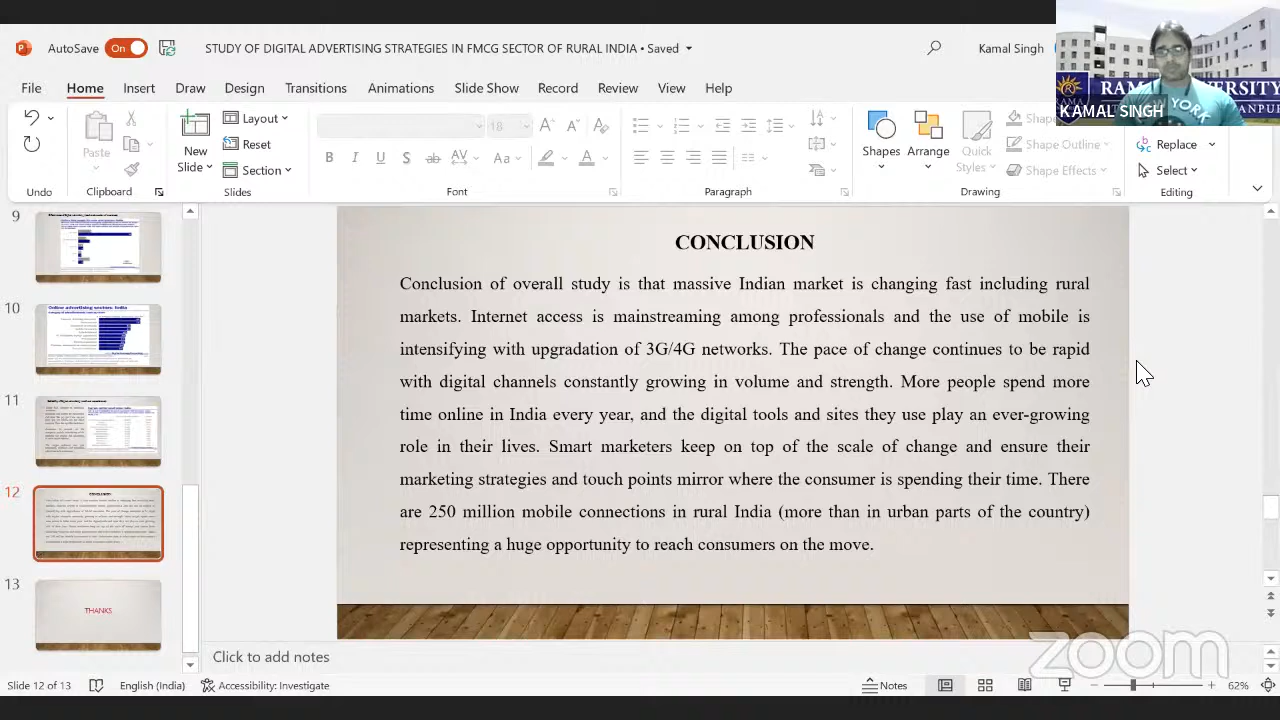 AutoSave On STUDY OF DIGITAL ADVERTISING STRATEGIES IN FMCG SECTOR OF RURAL INDIA • Saved Kamal Singh
File Home Insert Draw Design Transitions Animations Slide Show Record Review View Help
KAMAL SINGH
YORK
Paste
New Slide
Layout
Reset
Section
18
Shapes
Arrange
Quick Styles
Shape Outline
Shape Effects
Replace
Select
Undo Clipboard Slides Font Paragraph Drawing Editing
9
10
Online advertising sectors: India
11
12
CONCLUSION
13
THANKS
CONCLUSION
Conclusion of overall study is that massive Indian market is changing fast including rural
markets. Internet access is mainstreaming among professionals and the use of mobile is
intensifying with upgradation of 3G/4G networks. The pace of change continues to be rapid
with digital channels constantly growing in volume and strength. More people spend more
time online in india every year, and the digital tools and sites they use play an ever-growing
role in their lives. Smart marketers keep on top of the scale of change and ensure their
marketing strategies and touch points mirror where the consumer is spending their time. There
are 250 million mobile connections in rural India (more than in urban parts of the country)
representing a huge opportunity to reach consumers on the move.
zoom
Click to add notes
Slide 12 of 13 English (India) Accessibility: Investigate Notes 62%